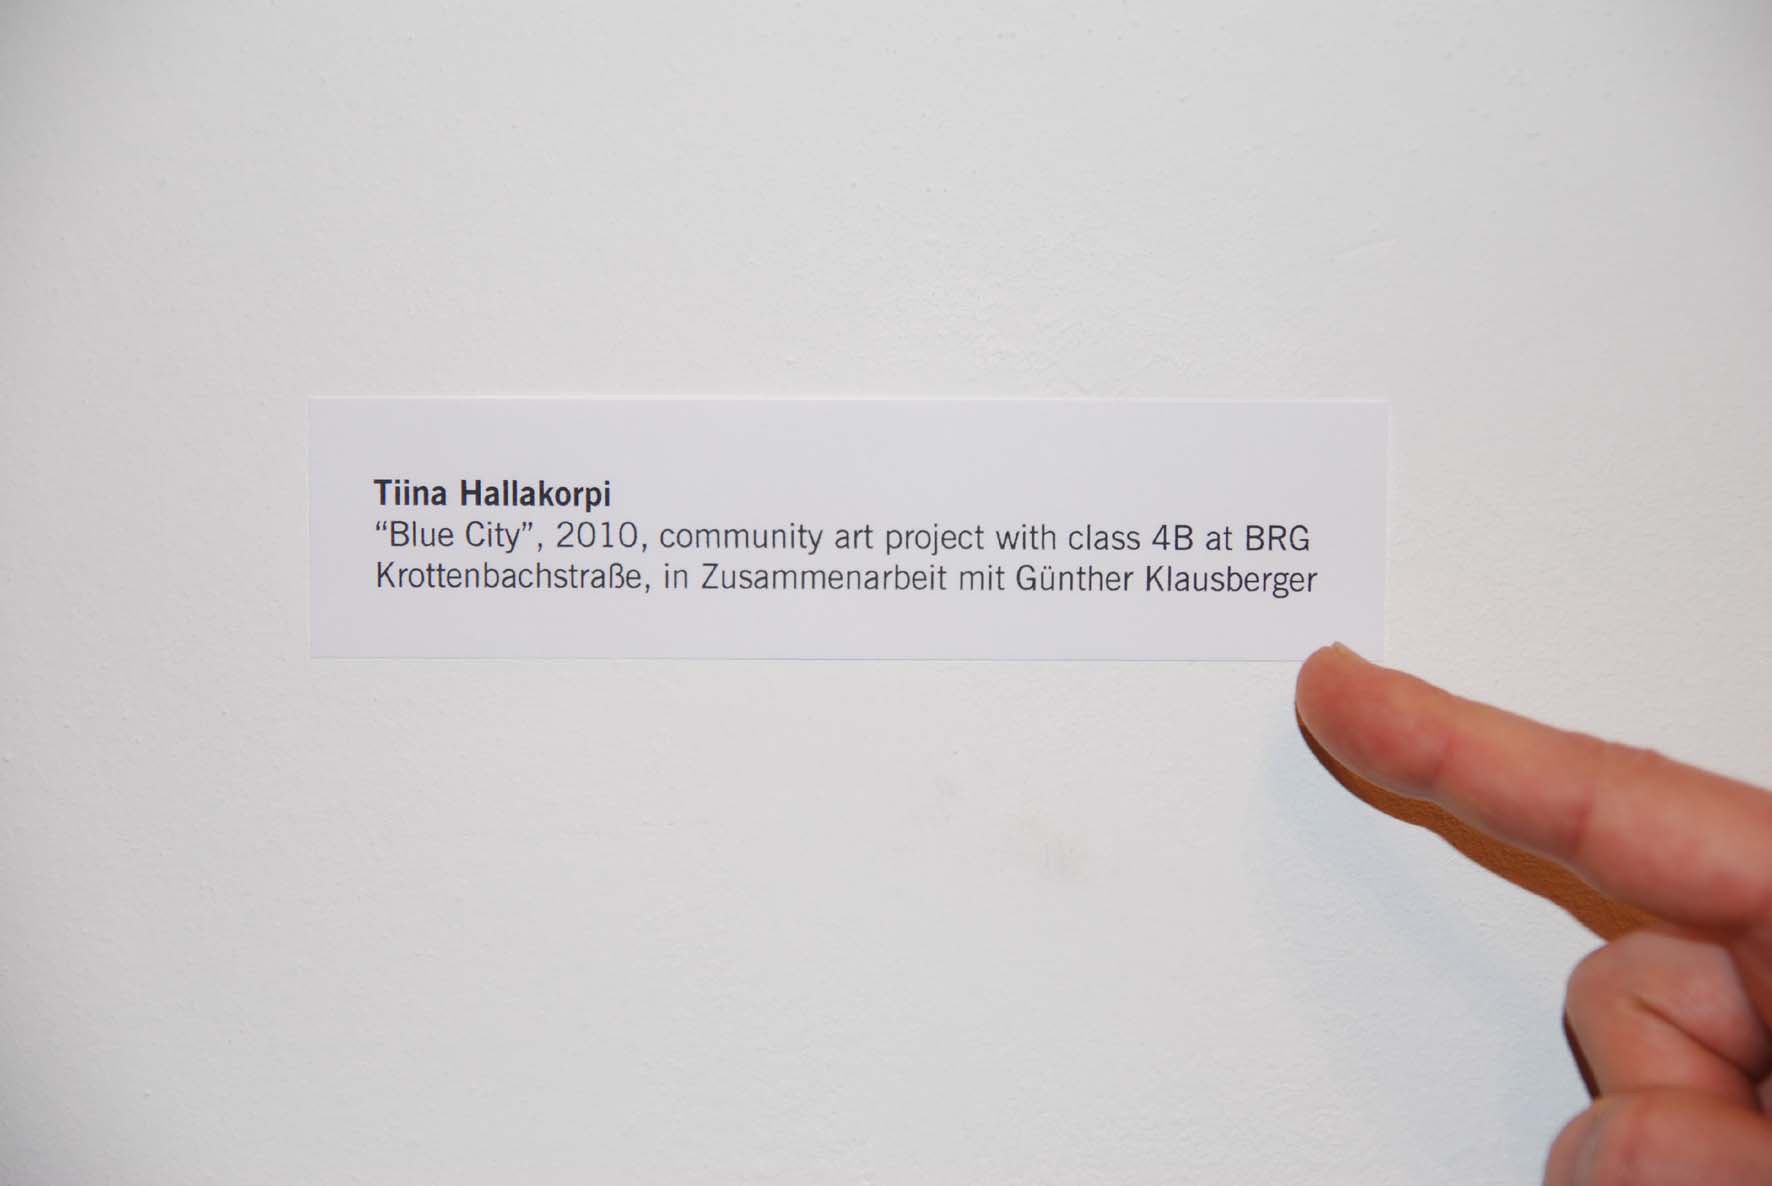 Tiina Hallakorpi
“Blue City”, 2010, community art project with class 4B at BRG
Krottenbachstraße, in Zusammenarbeit mit Günther Klausberger